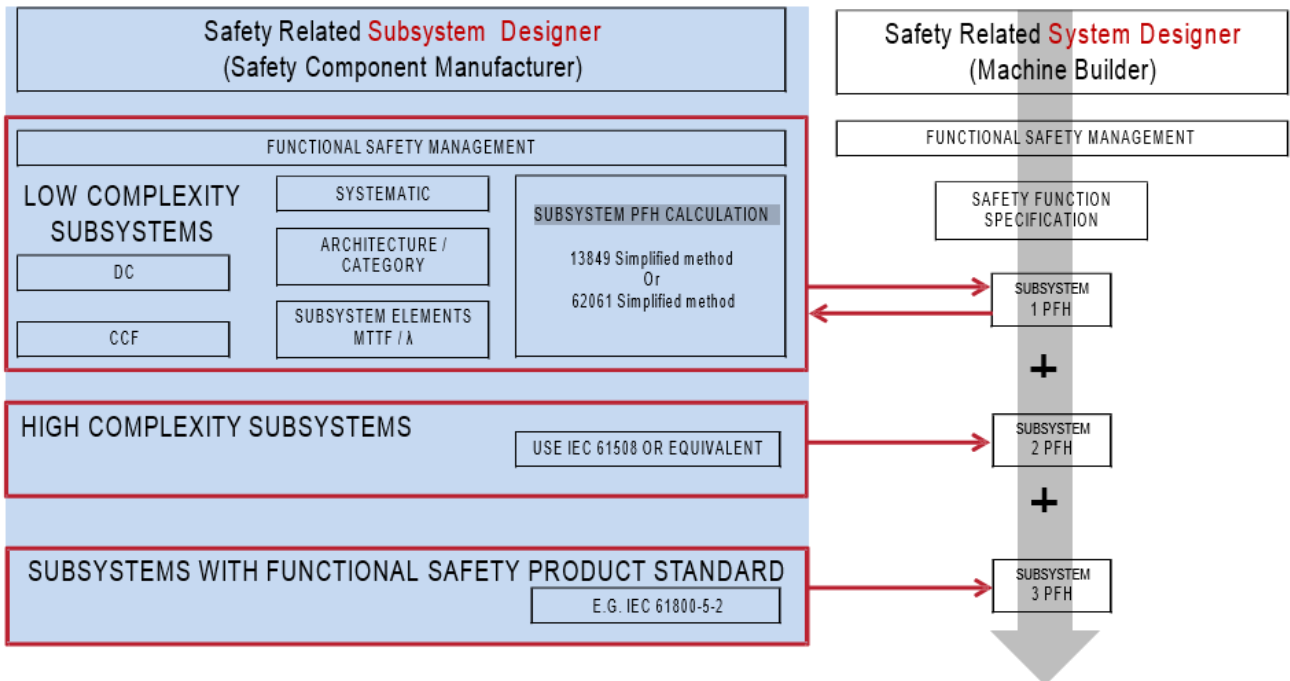 Safety Related Subsystem Designer
(Safety Component Manufacturer)
FUNCTIONAL SAFETY MANAGEMENT
LOW COMPLEXITY
SUBSYSTEMS
DC
CCF
SYSTEMATIC
ARCHITECTURE /
CATEGORY
SUBSYSTEM ELEMENTS
MTTF / λ
SUBSYSTEM PFH CALCULATION
13849 Simplified method
Or
62061 Simplified method
HIGH COMPLEXITY SUBSYSTEMS
USE IEC 61508 OR EQUIVALENT
SUBSYSTEMS WITH FUNCTIONAL SAFETY PRODUCT STANDARD
E.G. IEC 61800-5-2
Safety Related System Designer
(Machine Builder)
FUNCTIONAL SAFETY MANAGEMENT
SAFETY FUNCTION
SPECIFICATION
SUBSYSTEM
1 PFH
+
SUBSYSTEM
2 PFH
+
SUBSYSTEM
3 PFH